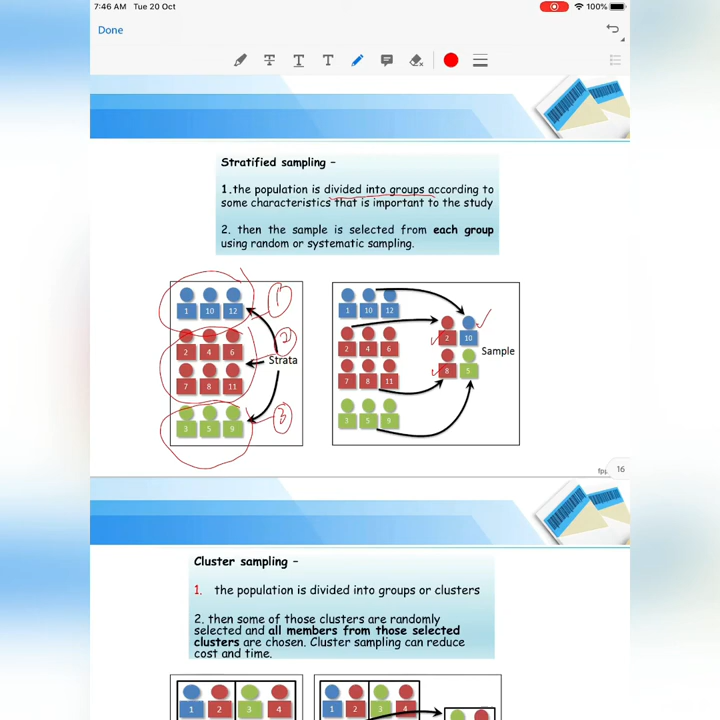 7:46 AM Tue 20 Oct
100%
Done
T T T
Stratified sampling –
1.the population is divided into groups according to
some characteristics that is important to the study
2. then the sample is selected from each group
using random or systematic sampling.
1 10 12
1
2 4 6
2
7 8 11
Strata
3 5 9
3
1 10 12
2 4 6
7 8 11
3 5 9
2 10
8 5
Sample
16
Cluster sampling –
1. the population is divided into groups or clusters
2. then some of those clusters are randomly
selected and all members from those selected
clusters are chosen. Cluster sampling can reduce
cost and time.
1 2 3 4
1 2 3 4